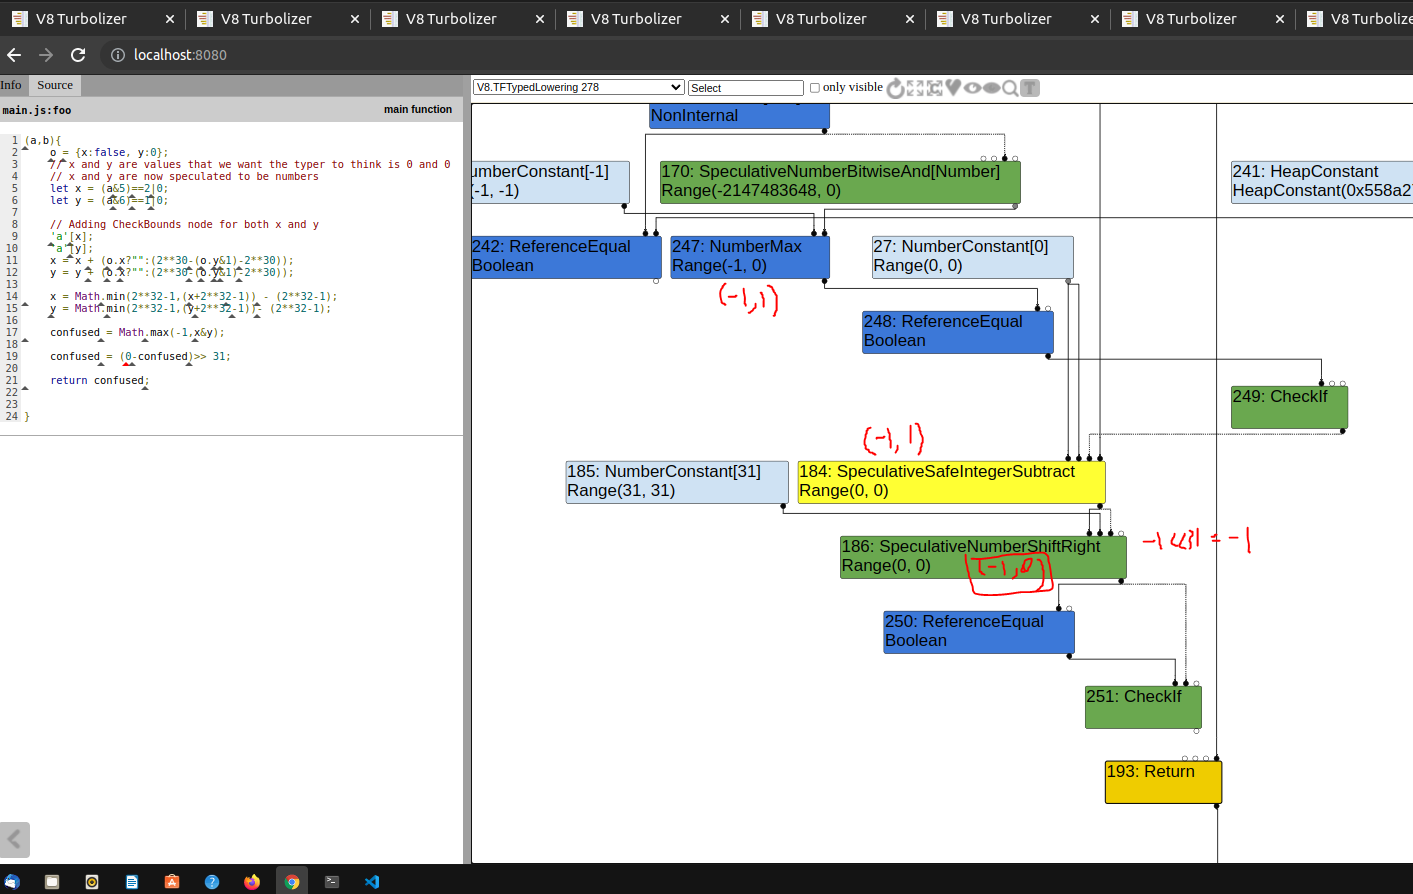 V8 Turbolizer
V8 Turbolizer
V8 Turbolizer
V8 Turbolizer
V8 Turbolizer
V8 Turbolizer
V8 Turbolizer
V8 Turbolize
localhost:8080
Info Source
main.js:foo main function
1 (a,b){
2 o = {x:false, y:0};
3 // x and y are values that we want the typer to think is 0 and 0
4 // x and y are now speculated to be numbers
5 let x = (a&5)==2|0;
6 let y = (a&6)==1|0;
7
8 // Adding CheckBounds node for both x and y
9 'a'[x];
10 'a'[y];
11 x = x + (o.x?"":(2**30-(o.y&1)-2**30));
12 y = y + (o.x?"":(2**30-(o.y&1)-2**30));
13
14 x = Math.min(2**32-1,(x+2**32-1)) - (2**32-1);
15 y = Math.min(2**32-1,(y+2**32-1)) - (2**32-1);
16
17 confused = Math.max(-1,x&y);
18
19 confused = (0-confused)>> 31;
20
21 return confused;
22
23
24 }
V8.TFTypedLowering 278 Select only visible
T
NonInternal
umberConstant[-1]
(-1, -1)
170: SpeculativeNumberBitwiseAnd[Number]
Range(-2147483648, 0)
241: HeapConstant
HeapConstant(0x558a2
242: ReferenceEqual
Boolean
247: NumberMax
Range(-1, 0)
(-1,1)
27: NumberConstant[0]
Range(0, 0)
248: ReferenceEqual
Boolean
249: CheckIf
(-1, 1)
185: NumberConstant[31]
Range(31, 31)
184: SpeculativeSafeIntegerSubtract
Range(0, 0)
186: SpeculativeNumberShiftRight
Range(0, 0)
(-1,0)
-1<<31 = -1
250: ReferenceEqual
Boolean
251: CheckIf
193: Return